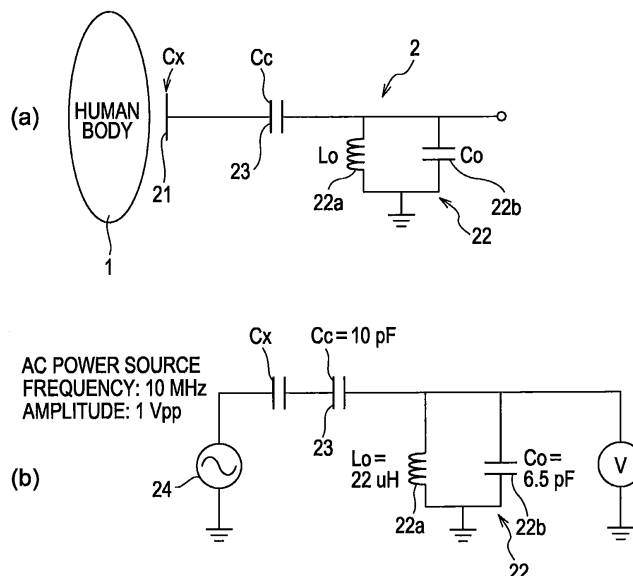 (a)
HUMAN
BODY
1
Cx
21
Cc
23
2
Lo
22a
Co
22b
22
(b)
AC POWER SOURCE
FREQUENCY: 10 MHz
AMPLITUDE: 1 Vpp
24
Cx
Cc = 10 pF
23
Lo =
22 uH
22a
Co =
6.5 pF
22b
22
V